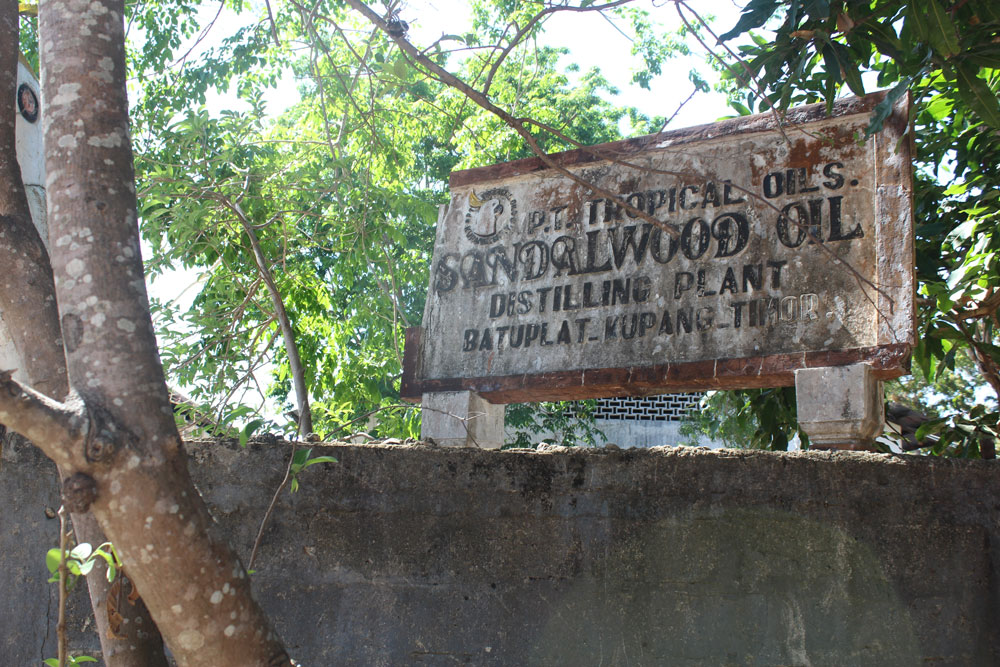 P.T. TROPICAL OILS.
SANDALWOOD OIL
DISTILLING PLANT
BATUPLAT-KUPANG-TIMOR